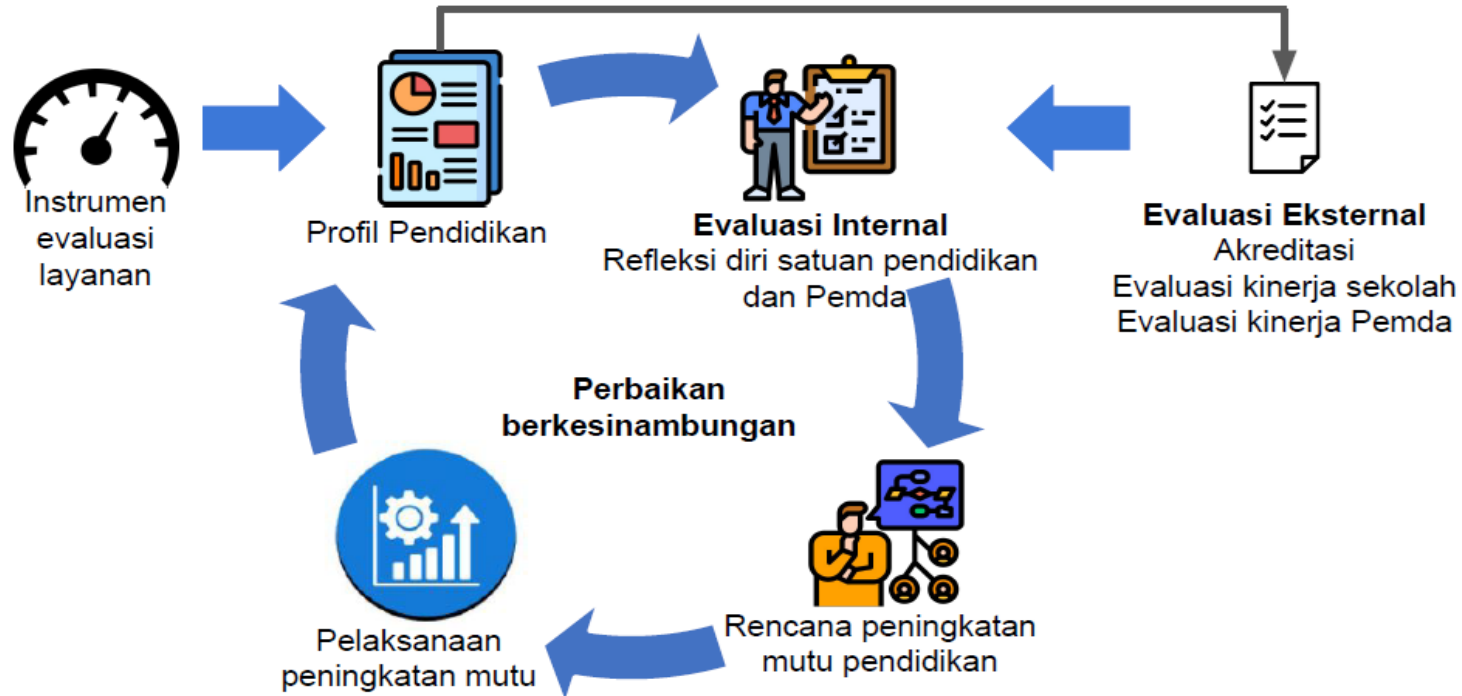 Instrumen
evaluasi
layanan
Profil Pendidikan
Evaluasi Internal
Refleksi diri satuan pendidikan
dan Pemda
Evaluasi Eksternal
Akreditasi
Evaluasi kinerja sekolah
Evaluasi kinerja Pemda
Perbaikan
berkesinambungan
Rencana peningkatan
mutu pendidikan
Pelaksanaan
peningkatan mutu